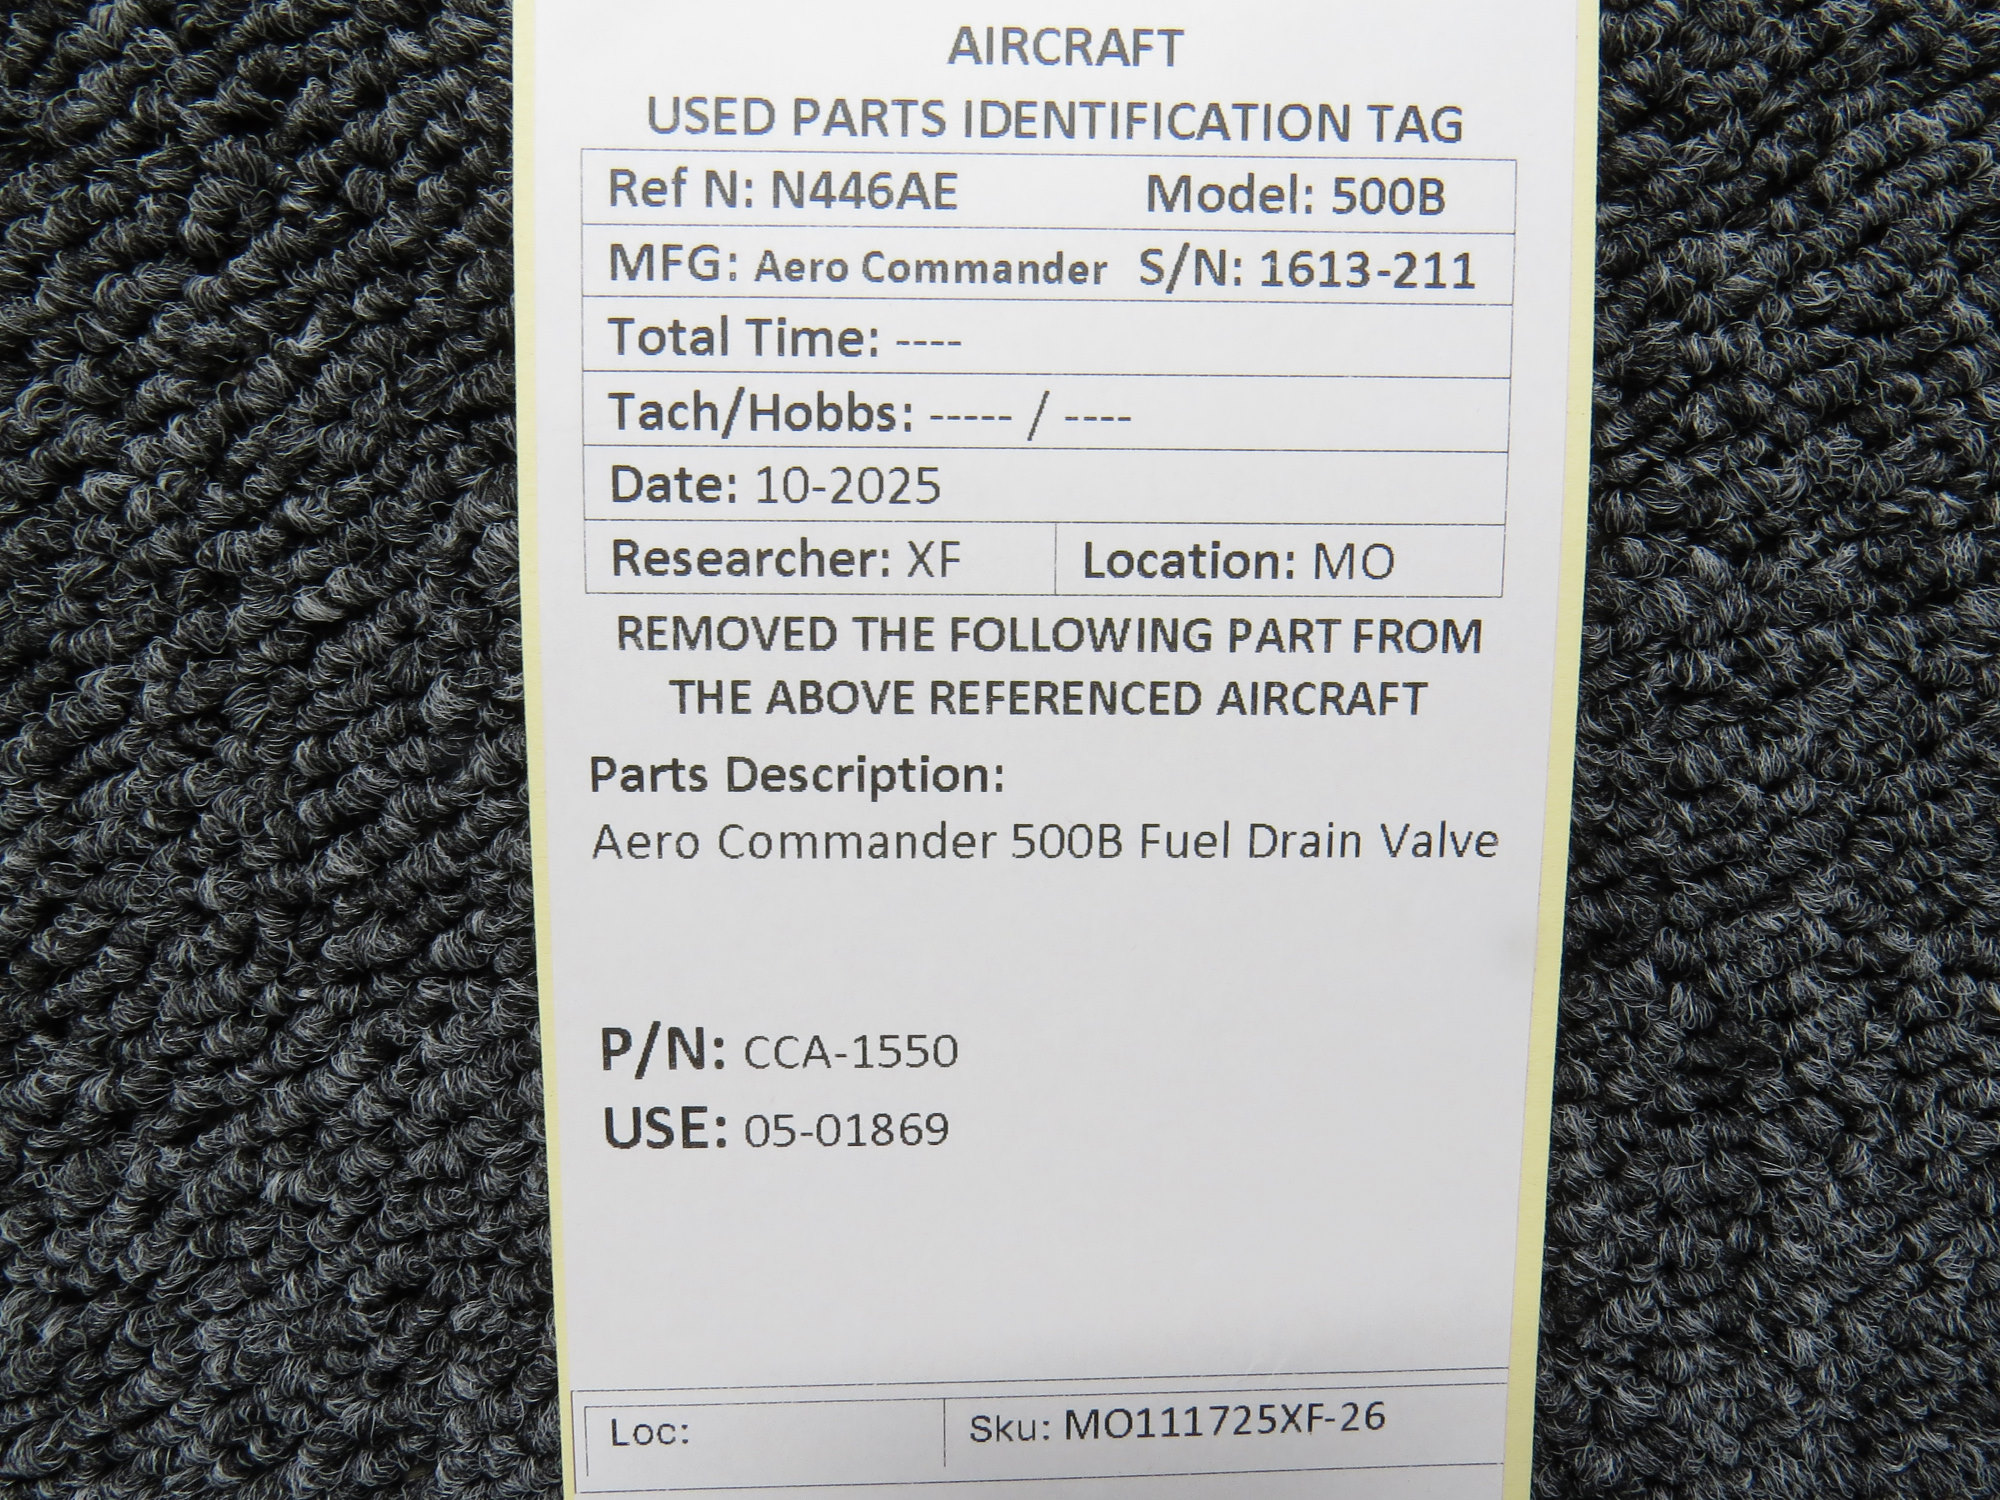 AIRCRAFT
USED PARTS IDENTIFICATION TAG
Ref N: N446AE Model: 500B
MFG: Aero Commander S/N: 1613-211
Total Time: ----
Tach/Hobbs: ----- / ----
Date: 10-2025
Researcher: XF Location: MO
REMOVED THE FOLLOWING PART FROM
THE ABOVE REFERENCED AIRCRAFT
Parts Description:
Aero Commander 500B Fuel Drain Valve
P/N: CCA-1550
USE: 05-01869
Loc: Sku: MO111725XF-26